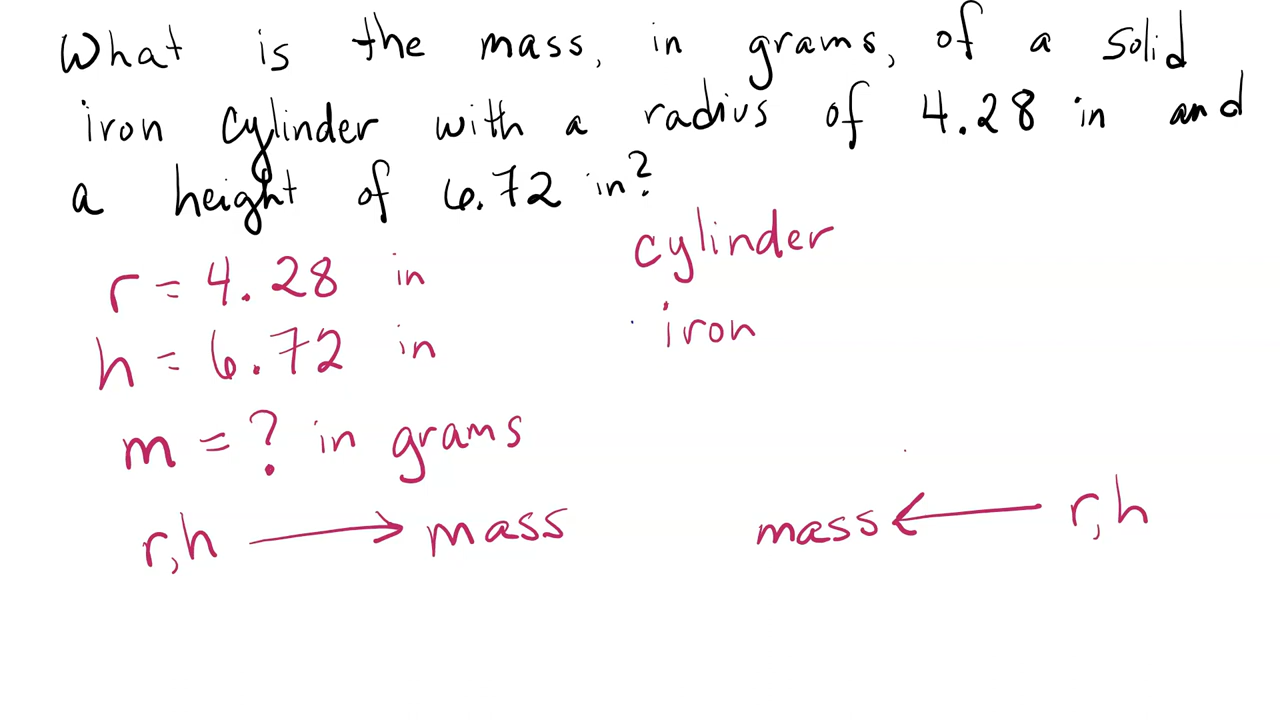 What is the mass, in grams, of a solid
iron cylinder with a radius of 4.28 in and
a height of 6.72 in?
r = 4.28 in
cylinder
h = 6.72 in
iron
m = ? in grams
r,h → mass
mass ← r,h